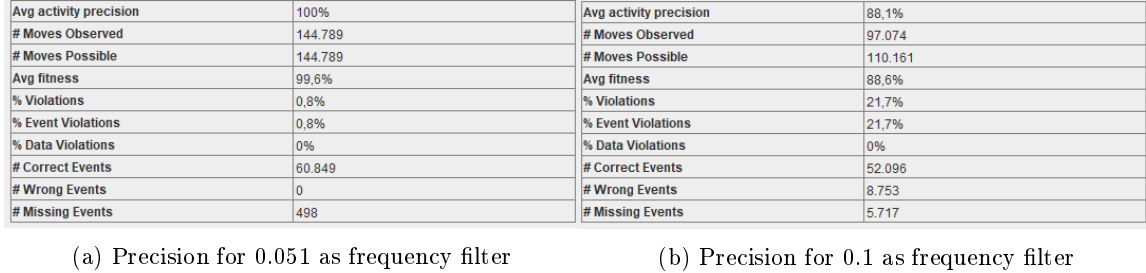 Avg activity precision 100%
# Moves Observed 144.789
# Moves Possible 144.789
Avg fitness 99,6%
% Violations 0,8%
% Event Violations 0,8%
% Data Violations 0%
# Correct Events 60.849
# Wrong Events 0
# Missing Events 498
(a) Precision for 0.051 as frequency filter
Avg activity precision 88,1%
# Moves Observed 97.074
# Moves Possible 110.161
Avg fitness 88,6%
% Violations 21,7%
% Event Violations 21,7%
% Data Violations 0%
# Correct Events 52.096
# Wrong Events 8.753
# Missing Events 5.717
(b) Precision for 0.1 as frequency filter